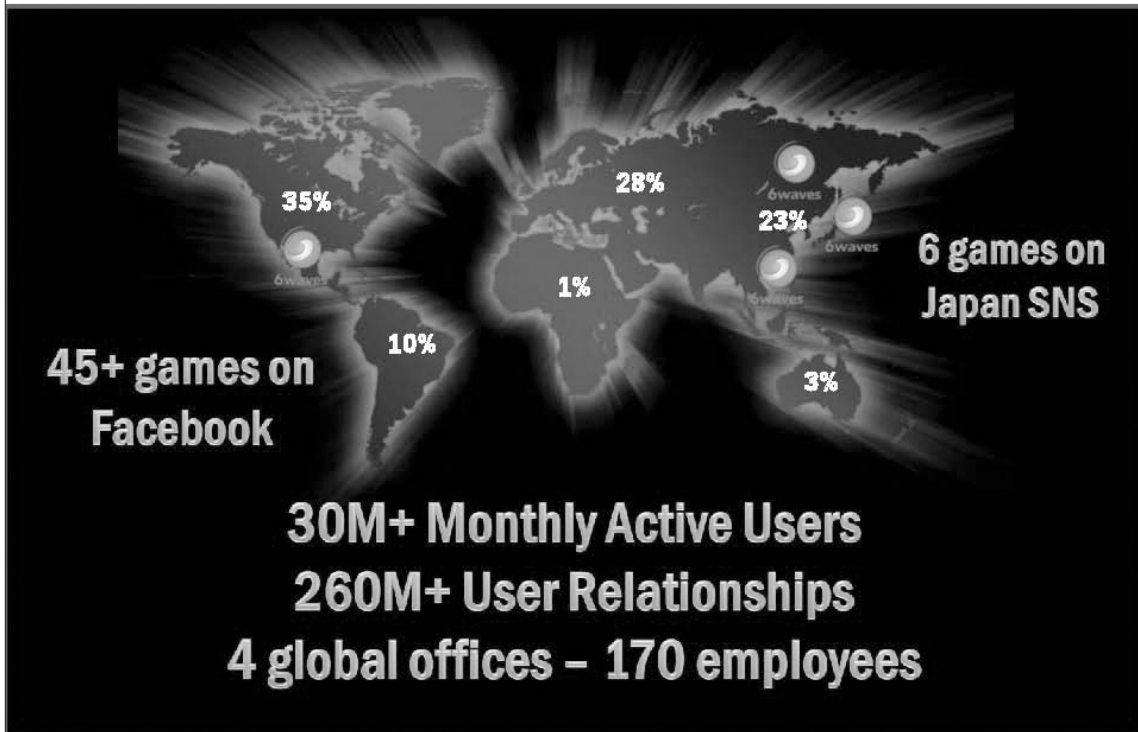 35%
28%
6waves
23%
6waves
6waves
6waves
1%
10%
3%
6 games on
Japan SNS
45+ games on
Facebook
30M+ Monthly Active Users
260M+ User Relationships
4 global offices – 170 employees